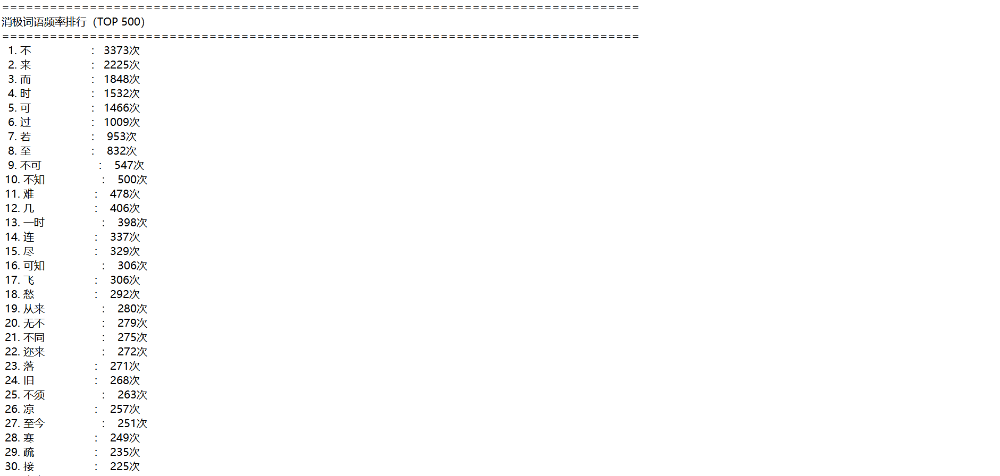 ================================================================================
消极词语频率排行（TOP 500）
================================================================================
1. 不 : 3373次
2. 来 : 2225次
3. 而 : 1848次
4. 时 : 1532次
5. 可 : 1466次
6. 过 : 1009次
7. 若 : 953次
8. 至 : 832次
9. 不可 : 547次
10. 不知 : 500次
11. 难 : 478次
12. 几 : 406次
13. 一时 : 398次
14. 连 : 337次
15. 尽 : 329次
16. 可知 : 306次
17. 飞 : 306次
18. 愁 : 292次
19. 从来 : 280次
20. 无不 : 279次
21. 不同 : 275次
22. 迩来 : 272次
23. 落 : 271次
24. 旧 : 268次
25. 不须 : 263次
26. 凉 : 257次
27. 至今 : 251次
28. 寒 : 249次
29. 疏 : 235次
30. 接 : 225次